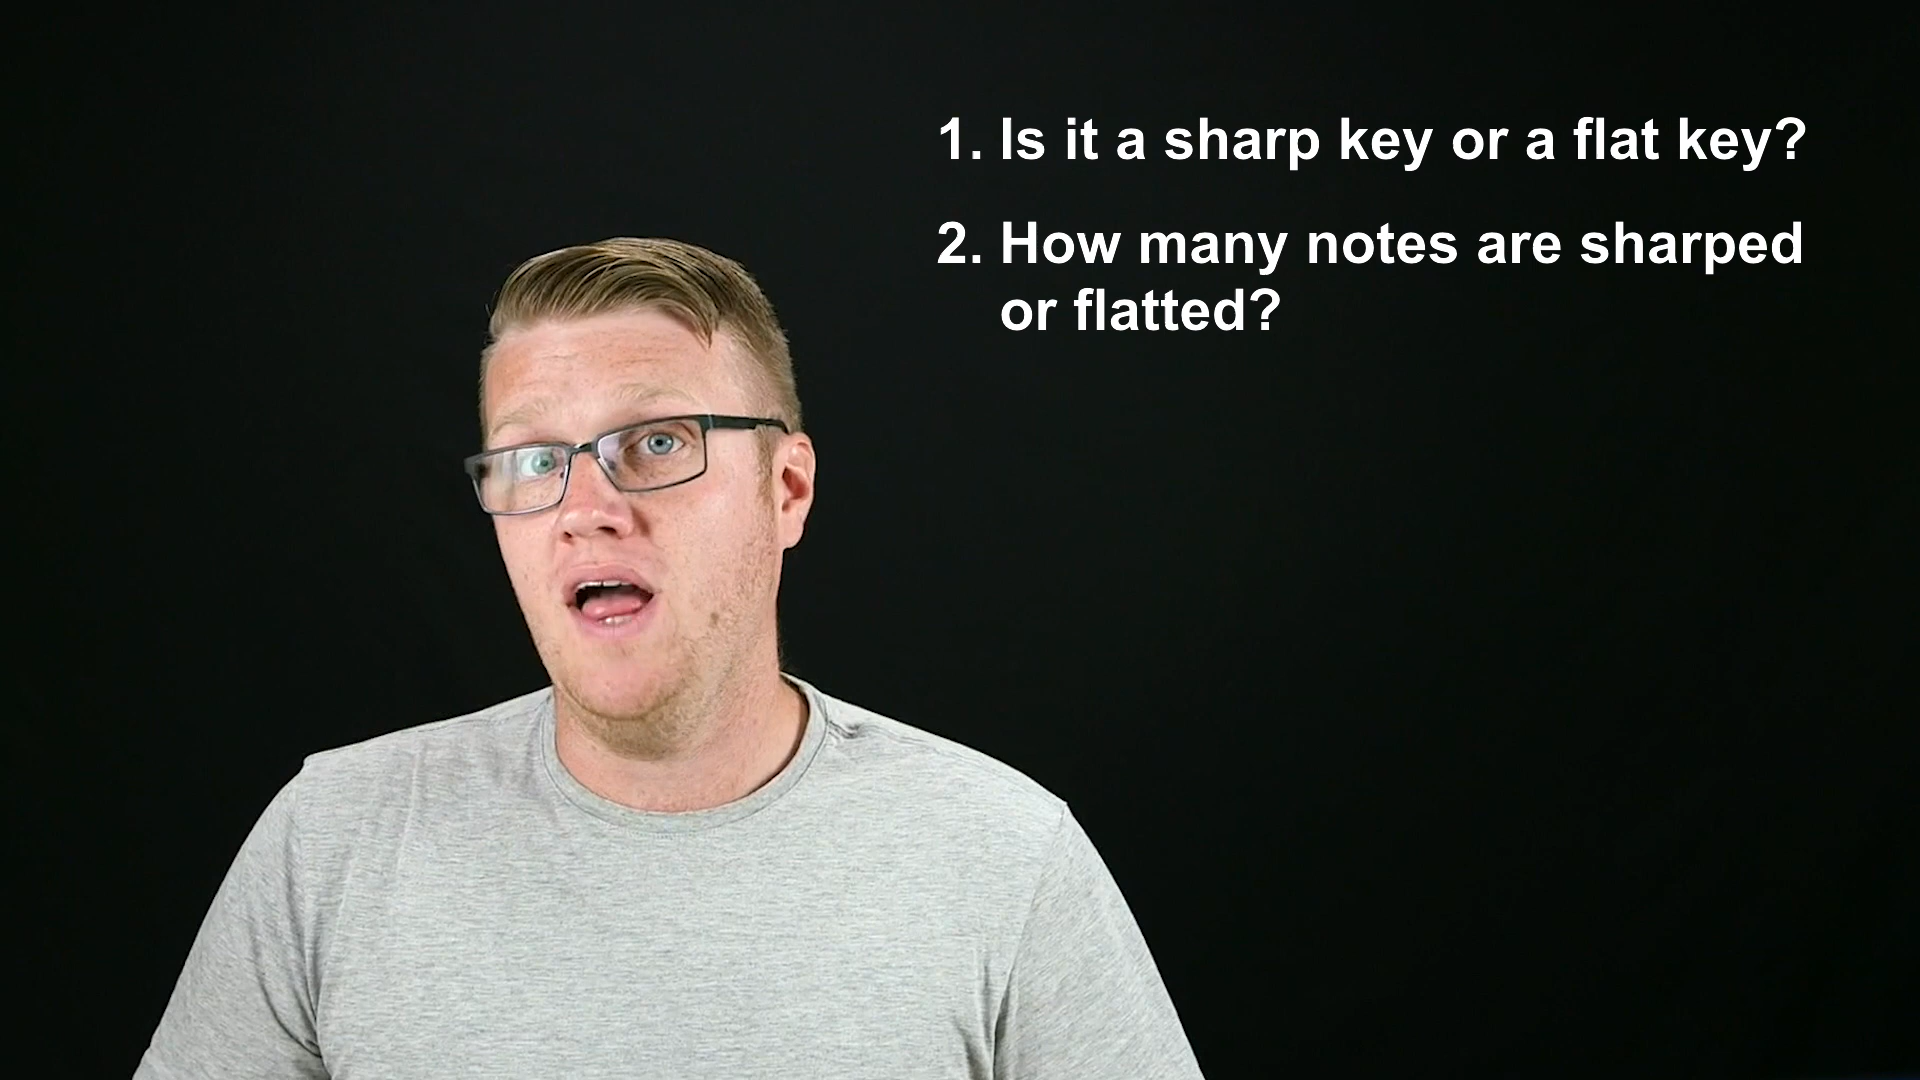 1. Is it a sharp key or a flat key?
2. How many notes are sharped
or flatted?